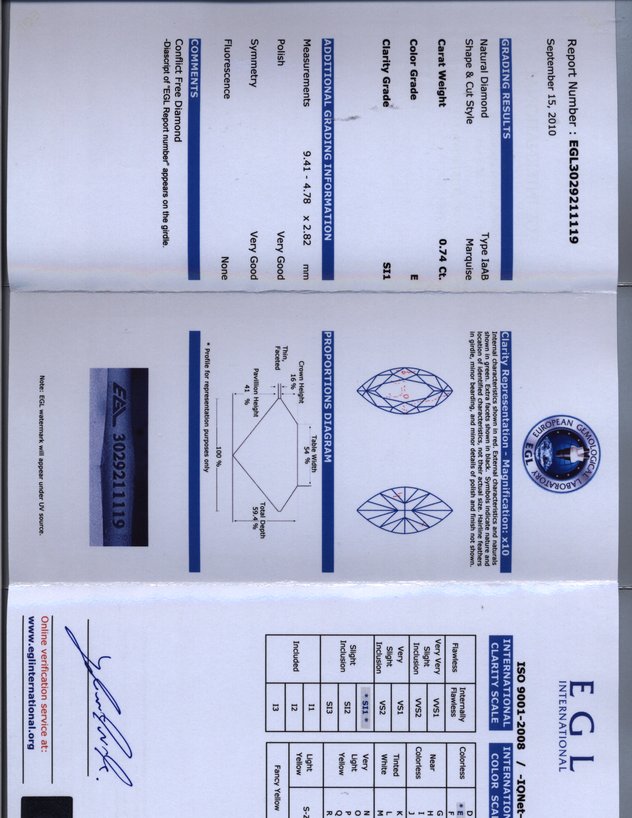 Report Number : EGL3029211119
September 15, 2010
GRADING RESULTS
Natural Diamond Type IaAB
Shape & Cut Style Marquise
Carat Weight 0.74 Ct.
Color Grade E
Clarity Grade SI1
ADDITIONAL GRADING INFORMATION
Measurements 9.41 - 4.78 x 2.82 mm
Polish Very Good
Symmetry Very Good
Fluorescence None
COMMENTS
Conflict Free Diamond
-Diascript of "EGL Report number" appears on the girdle.
EUROPEAN GEMOLOGICAL LABORATORY
EGL
Clarity Representation - Magnification: x10
Internal characteristics shown in red. External characteristics and naturals
shown in green. Extra facets shown in black. Symbols indicate nature and
location of identified characteristics, not their actual size. Hairline feathers
in girdle, minor bearding, and minor details of polish and finish not shown.
PROPORTIONS DIAGRAM
Table Width
54 %
Crown Height
16 %
Thin,
Faceted
Pavillion Height
41 %
Total Depth
59.4 %
100 %
* Profile for representation purposes only
EGL 3029211119
Note: EGL watermark will appear under UV source.
EGL
INTERNATIONAL
ISO 9001-2008 / -IQNet-
INTERNATIONAL
CLARITY SCALE
Flawless Internally Flawless
Very Very Slight Inclusion VVS1
VVS2
Very Slight Inclusion VS1
VS2
Slight Inclusion * SI1 *
SI2
SI3
Included I1
I2
I3
Colorless D
* E
F
Near Colorless G
H
I
J
Tinted White K
L
M
Very Light Yellow N
O
P
Q
R
Light Yellow S-Z
Fancy Yellow
Online verification service at:
www.eglinternational.org